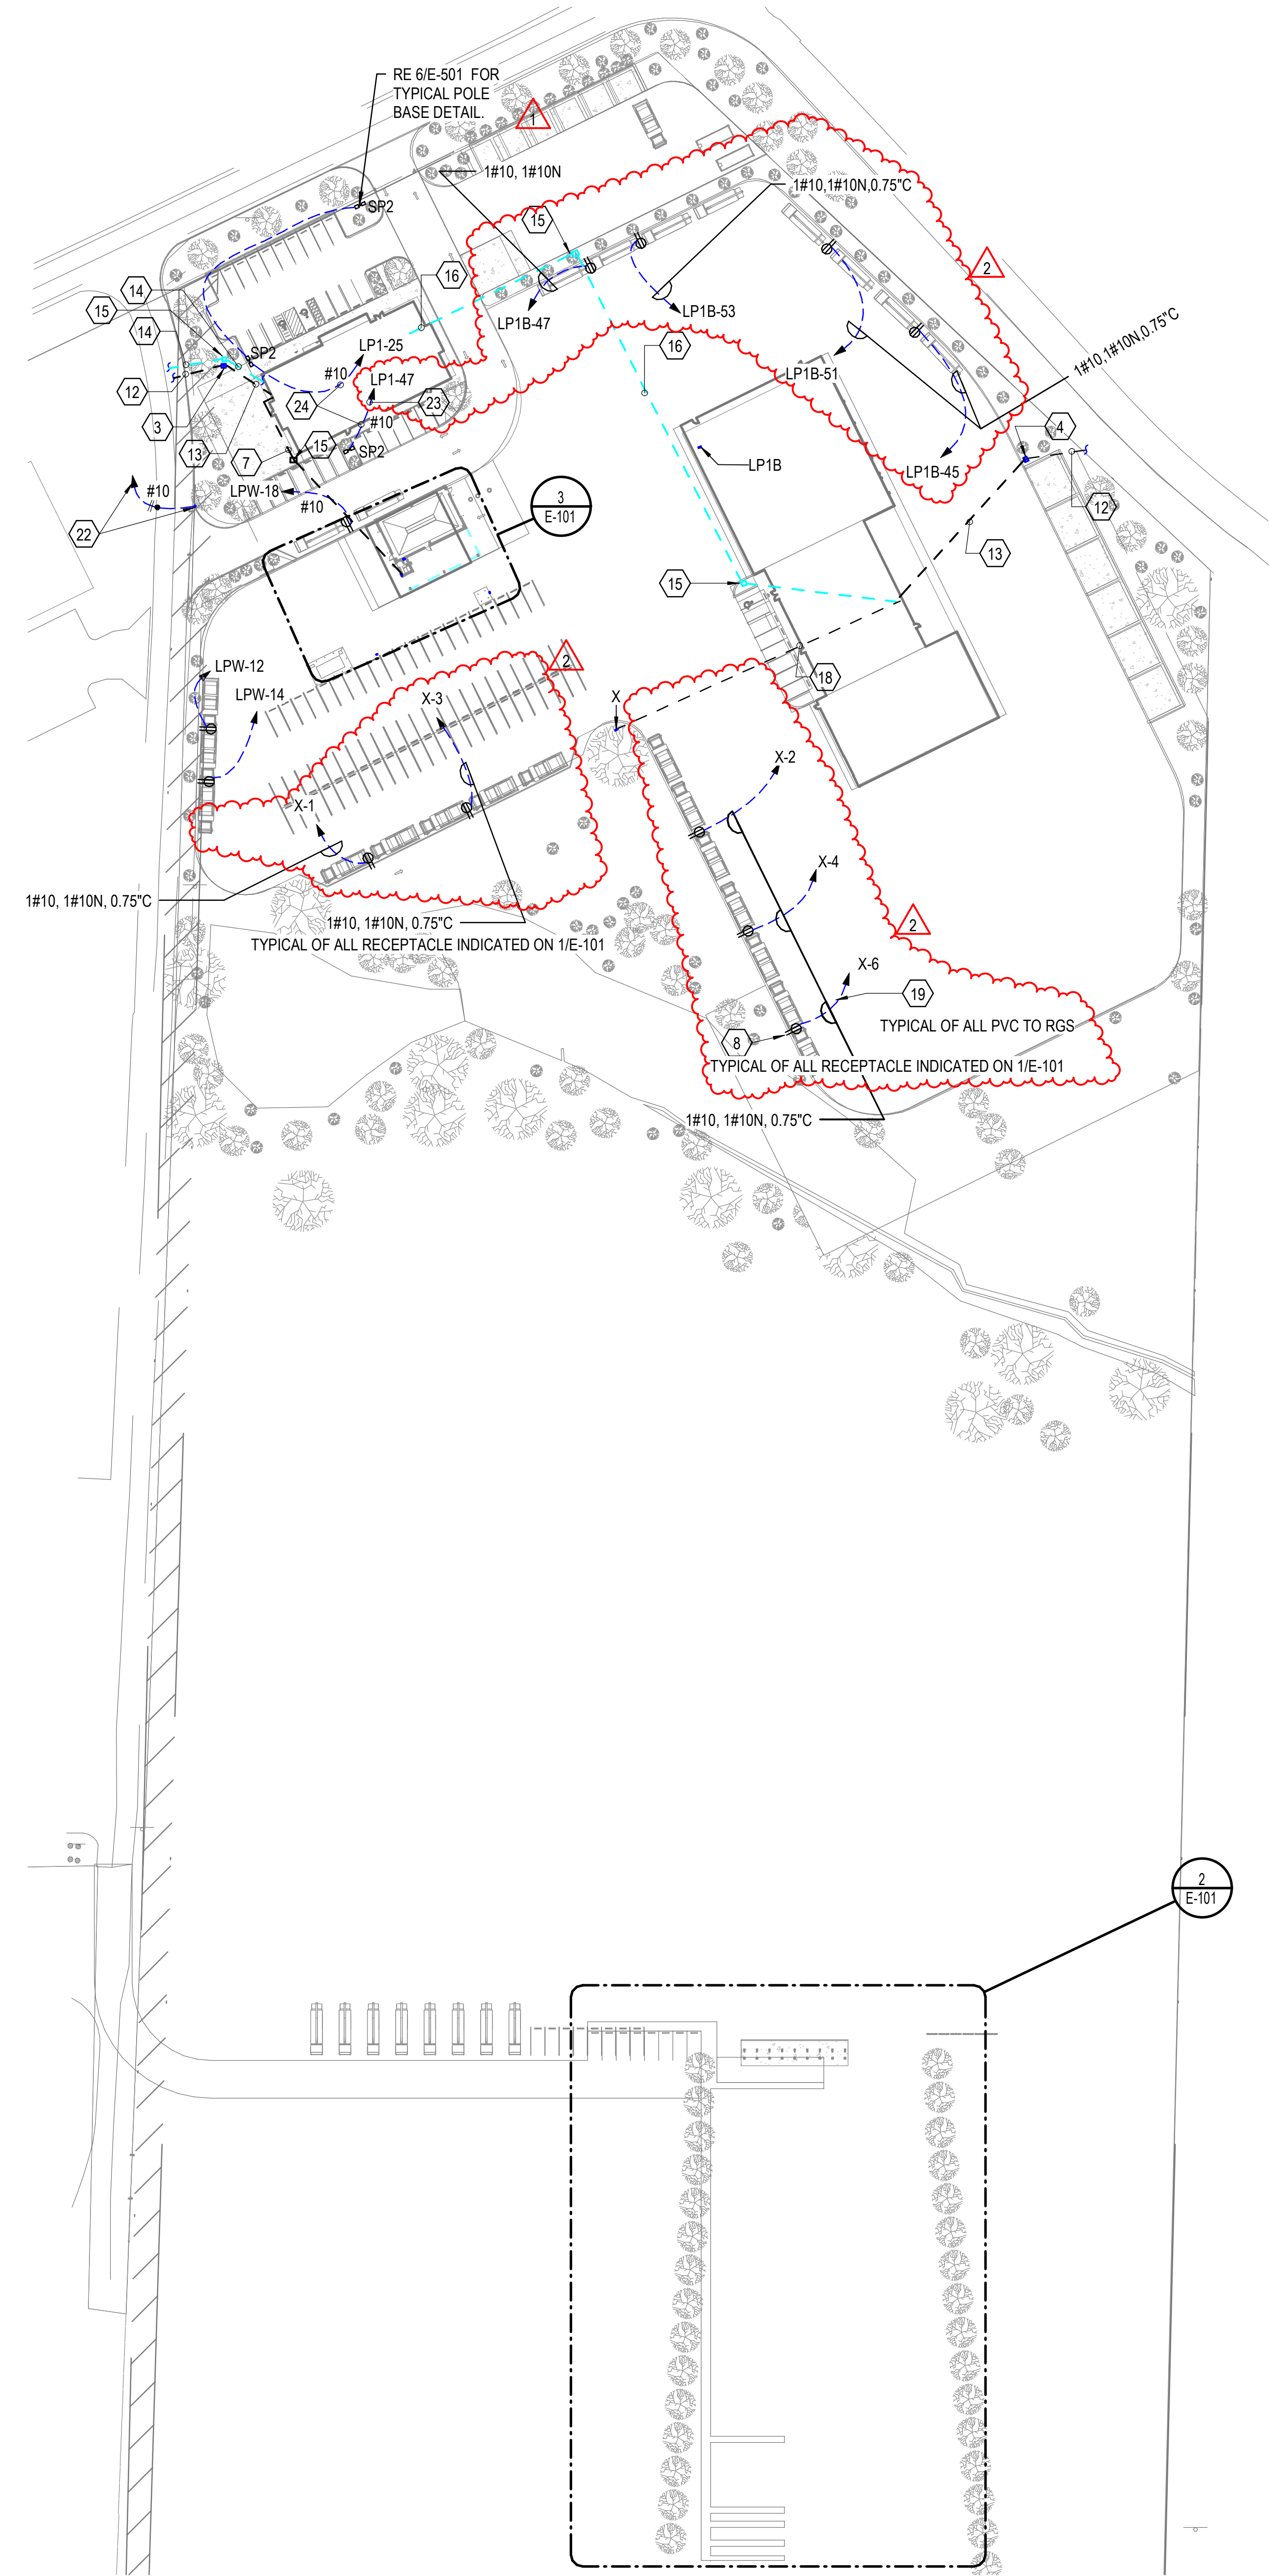 RE 6/E-501 FOR
TYPICAL POLE
BASE DETAIL.
1
1#10, 1#10N
1#10,1#10N,0.75"C
SP2
15
16
2
14
15
14
LP1B-47
LP1B-53
16
1#10,1#10N,0.75"C
SP2
LP1-25
#10
LP1-47
LP1B-51
12
24
23
3
#10
4
13
7
15
SP2
LP1B
LP1B-45
LPW-18
#10
#10
3
E-101
12
22
13
15
LPW-12
2
18
LPW-14
X-3
X
X-2
X-1
X-4
1#10, 1#10N, 0.75"C
1#10, 1#10N, 0.75"C
2
TYPICAL OF ALL RECEPTACLE INDICATED ON 1/E-101
X-6
19
8
TYPICAL OF ALL PVC TO RGS
TYPICAL OF ALL RECEPTACLE INDICATED ON 1/E-101
1#10, 1#10N, 0.75"C
2
E-101